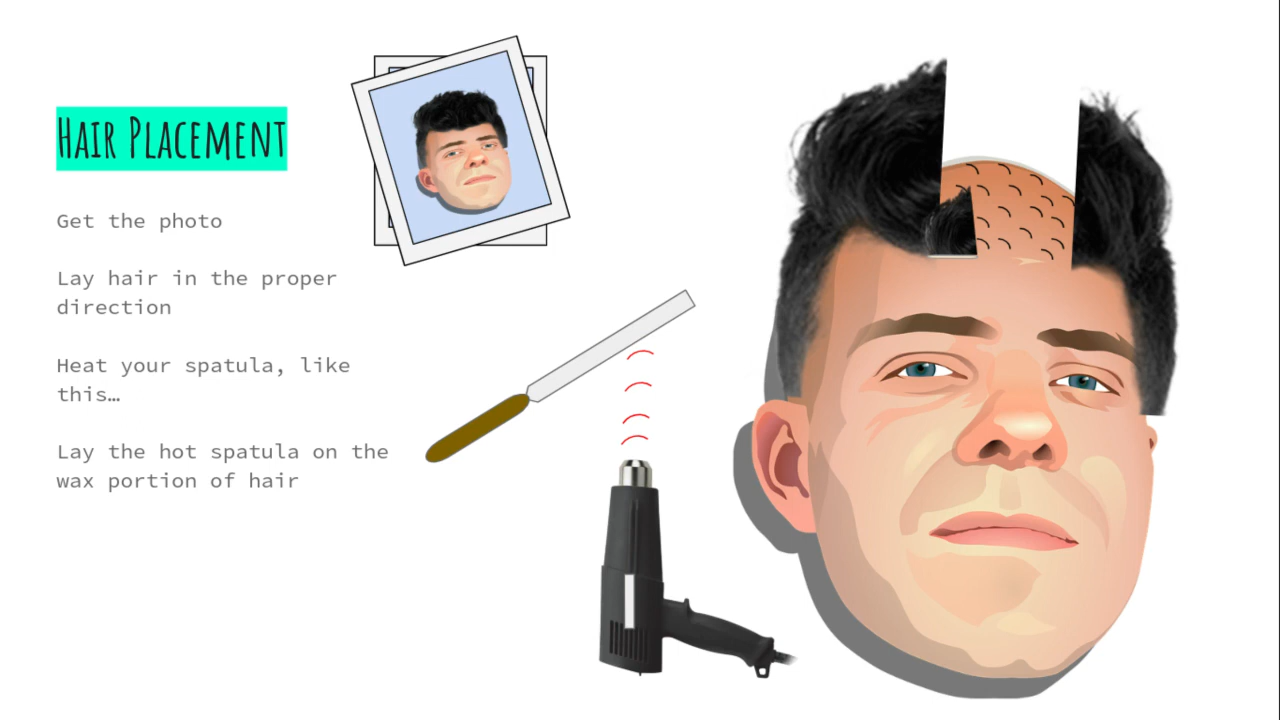 Hair Placement
Get the photo
Lay hair in the proper
direction
Heat your spatula, like
this…
Lay the hot spatula on the
wax portion of hair